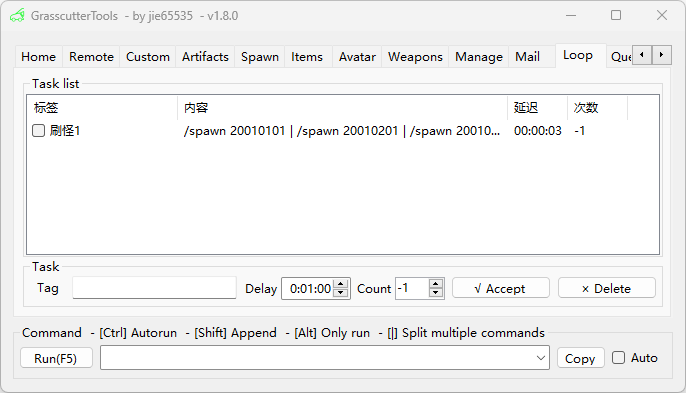 GrasscutterTools - by jie65535 - v1.8.0
Home Remote Custom Artifacts Spawn Items Avatar Weapons Manage Mail Loop Que
Task list
标签 内容 延迟 次数
刷怪1 /spawn 20010101 | /spawn 20010201 | /spawn 20010... 00:00:03 -1
Task
Tag Delay 0:01:00 Count -1 √ Accept × Delete
Command - [Ctrl] Autorun - [Shift] Append - [Alt] Only run - [|] Split multiple commands
Run(F5) Copy Auto